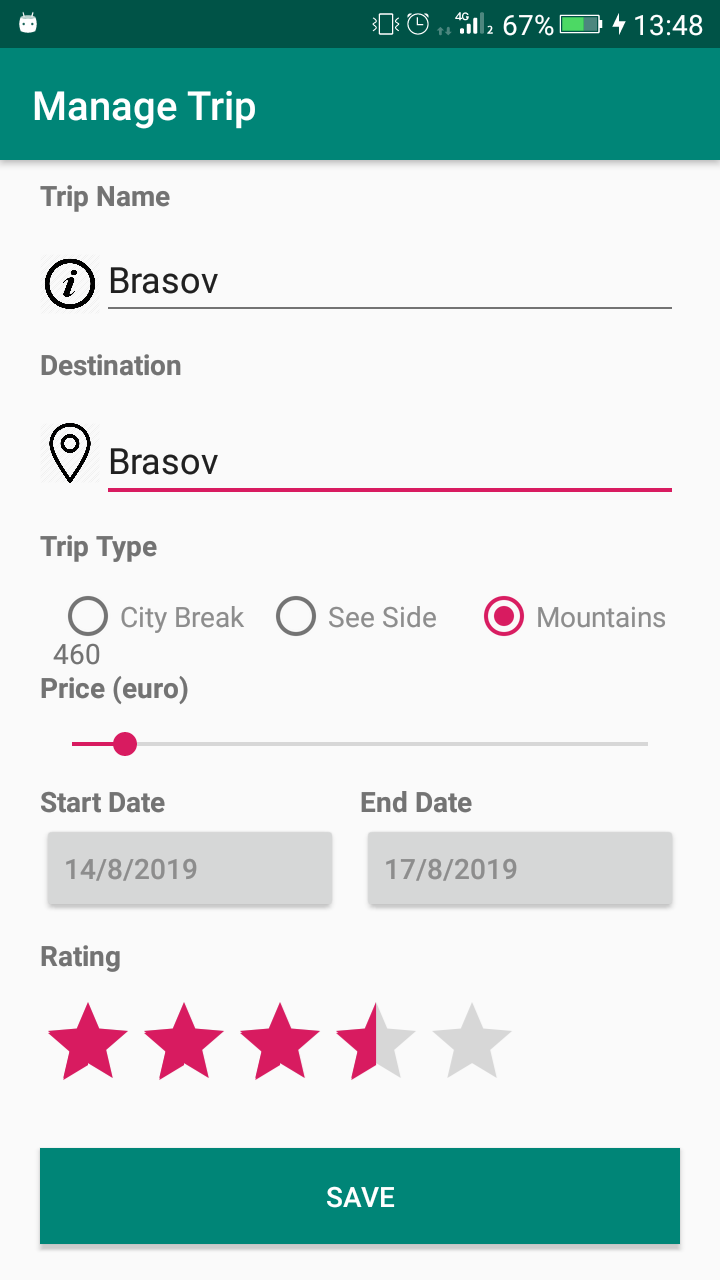 4G 2 67% 13:48
Manage Trip
Trip Name
Brasov
Destination
Brasov
Trip Type
City Break See Side Mountains
460
Price (euro)
Start Date End Date
14/8/2019 17/8/2019
Rating
SAVE